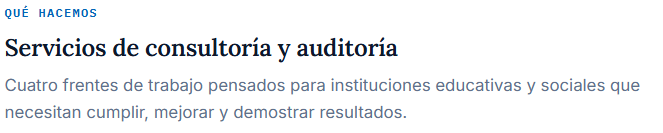 QUÉ HACEMOS
Servicios de consultoría y auditoría
Cuatro frentes de trabajo pensados para instituciones educativas y sociales que
necesitan cumplir, mejorar y demostrar resultados.